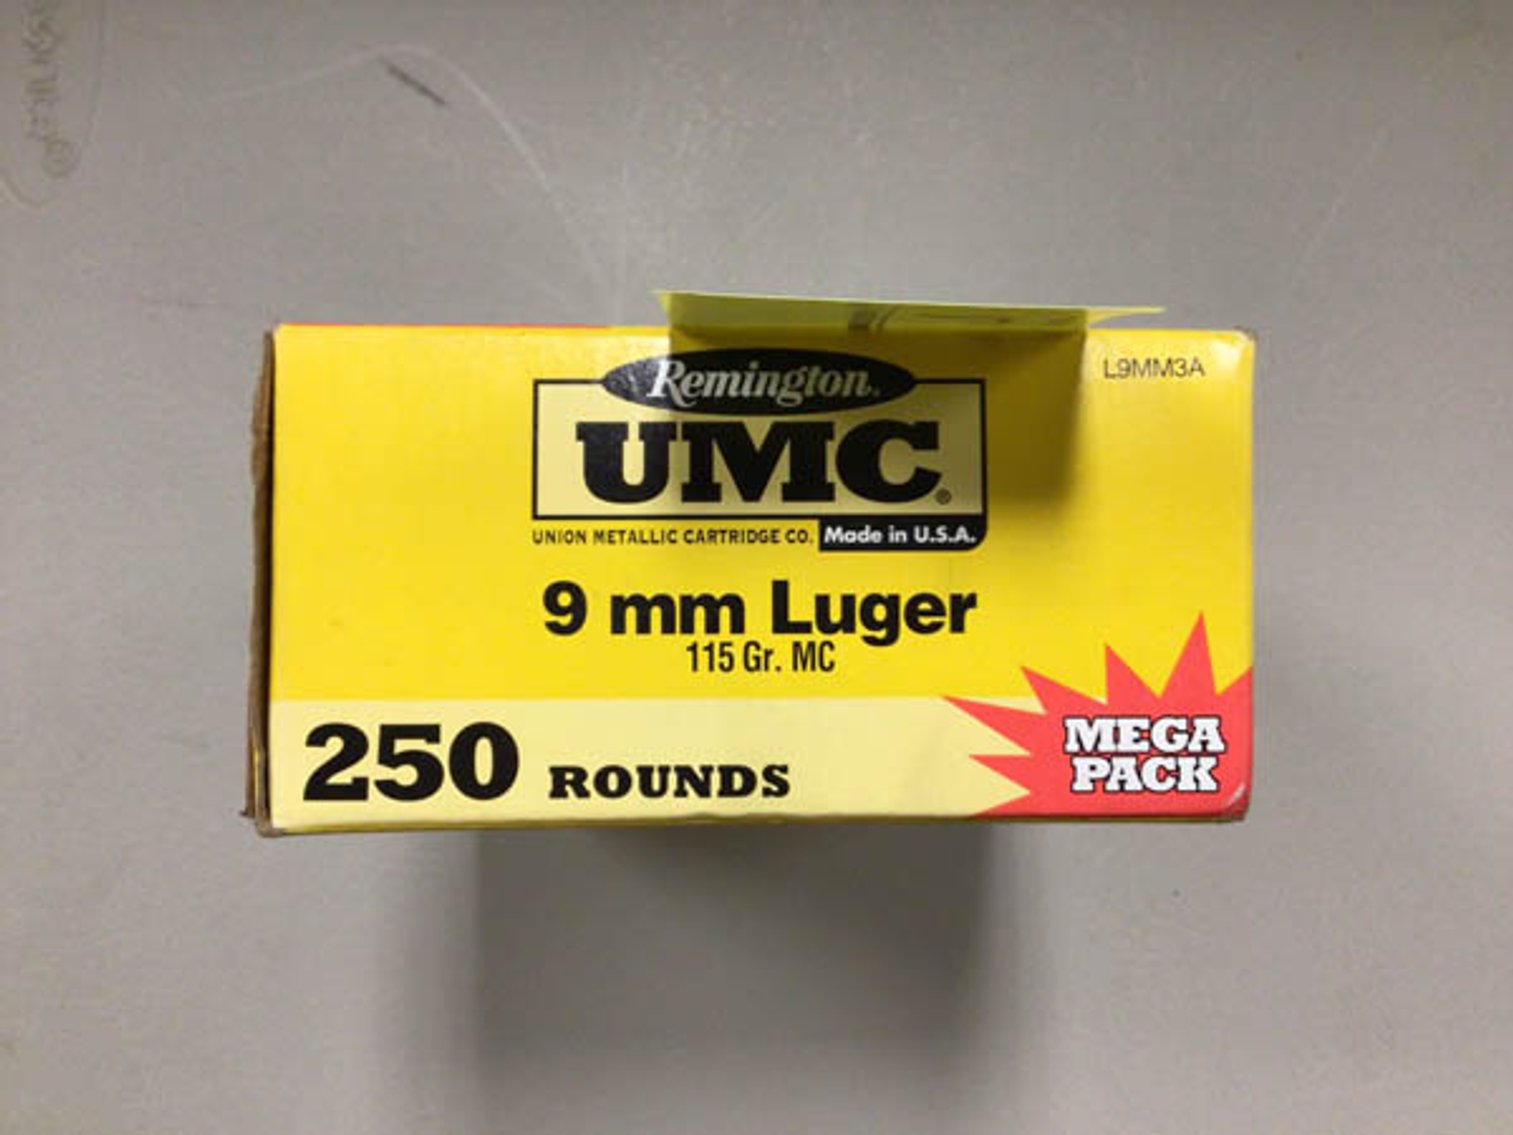 L9MM3A
Remington.
UMC®
UNION METALLIC CARTRIDGE CO. Made in U.S.A.
9 mm Luger
115 Gr. MC
250 ROUNDS
MEGA
PACK